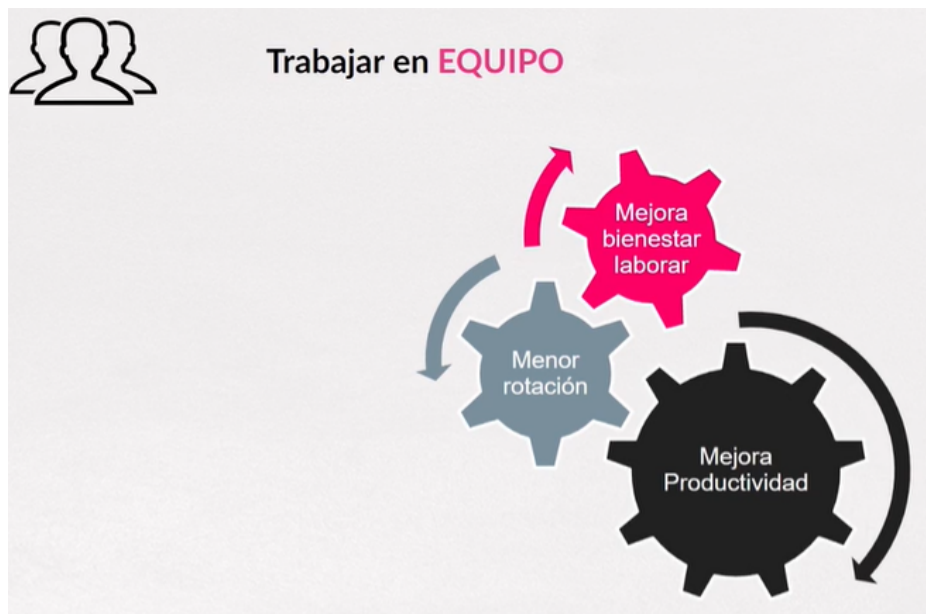 Trabajar en EQUIPO
Mejora
bienestar
laborar
Menor
rotación
Mejora
Productividad